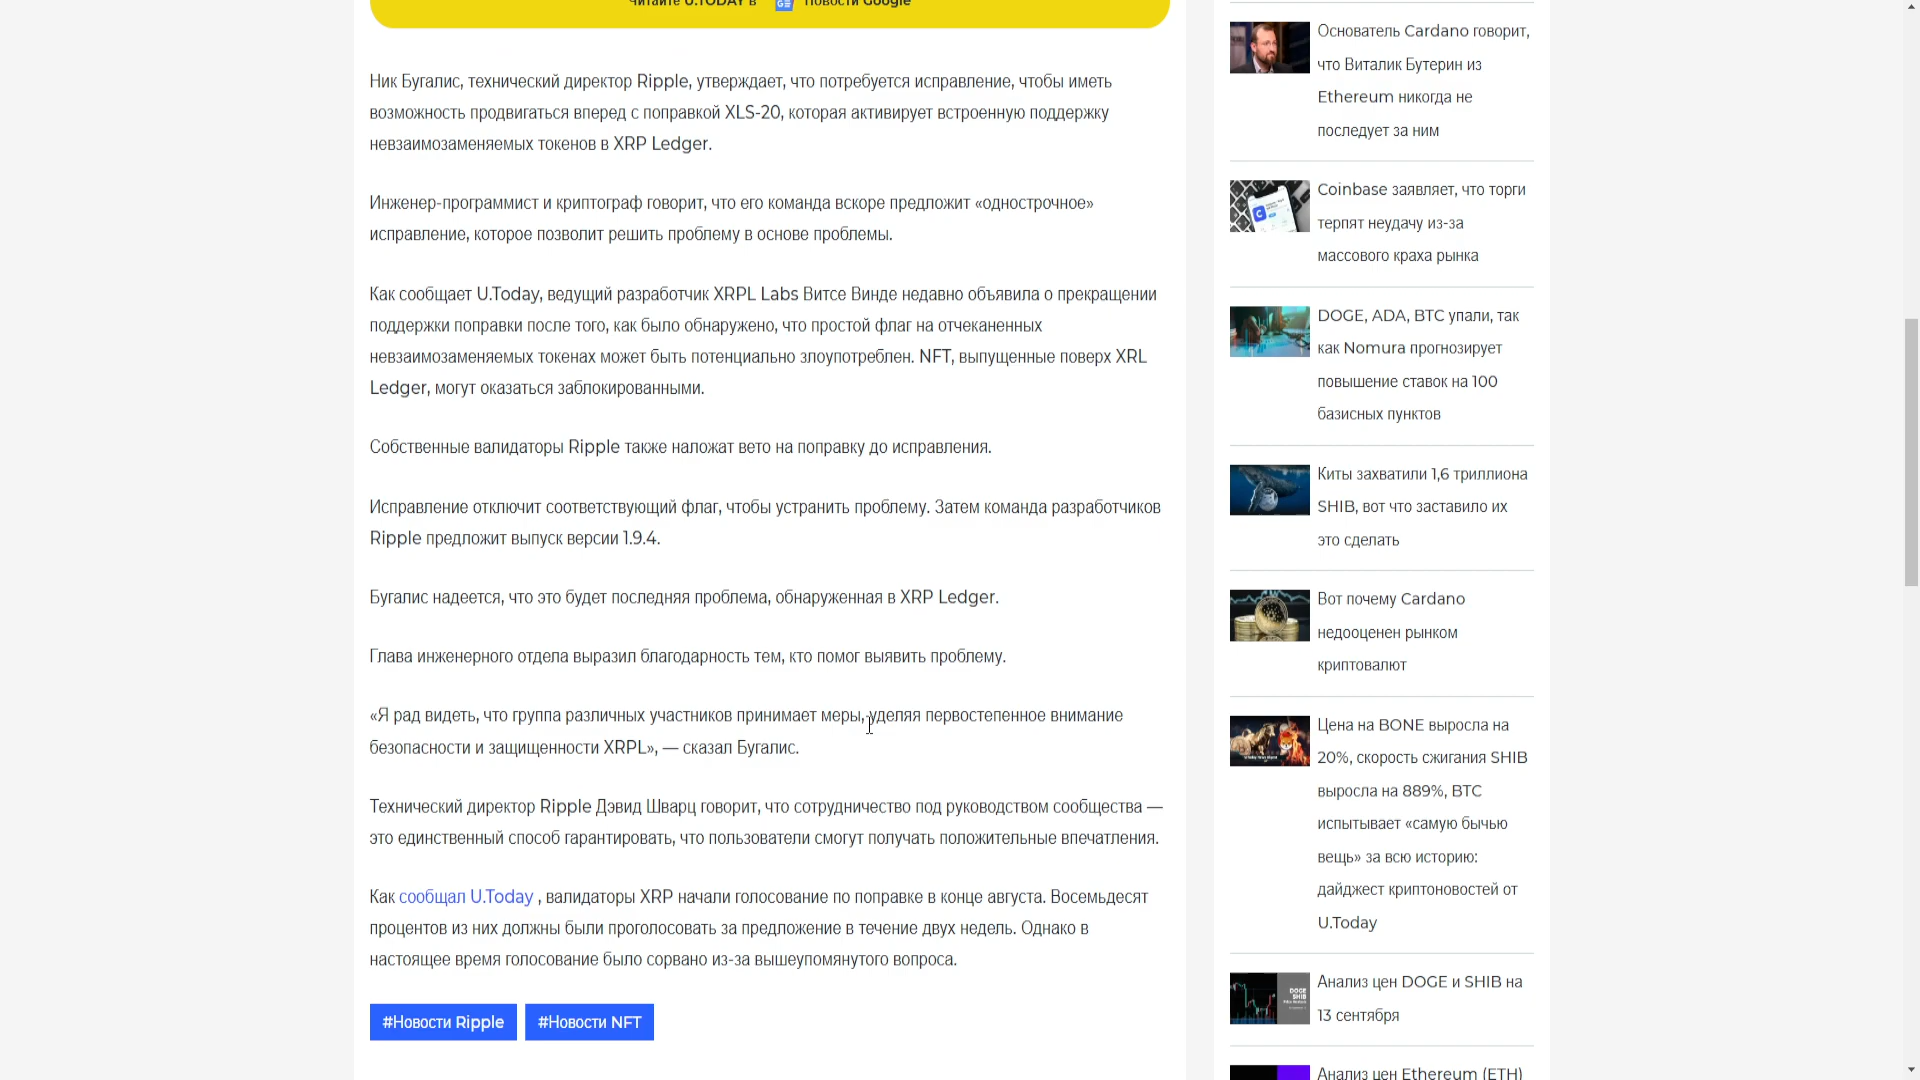 Читайте U.TODAY в Новости Google
Ник Бугалис, технический директор Ripple, утверждает, что потребуется исправление, чтобы иметь
возможность продвигаться вперед с поправкой XLS-20, которая активирует встроенную поддержку
невзаимозаменяемых токенов в XRP Ledger.
Инженер-программист и криптограф говорит, что его команда вскоре предложит «однострочное»
исправление, которое позволит решить проблему в основе проблемы.
Как сообщает U.Today, ведущий разработчик XRPL Labs Витсе Винде недавно объявила о прекращении
поддержки поправки после того, как было обнаружено, что простой флаг на отчеканенных
невзаимозаменяемых токенах может быть потенциально злоупотреблен. NFT, выпущенные поверх XRL
Ledger, могут оказаться заблокированными.
Собственные валидаторы Ripple также наложат вето на поправку до исправления.
Исправление отключит соответствующий флаг, чтобы устранить проблему. Затем команда разработчиков
Ripple предложит выпуск версии 1.9.4.
Бугалис надеется, что это будет последняя проблема, обнаруженная в XRP Ledger.
Глава инженерного отдела выразил благодарность тем, кто помог выявить проблему.
«Я рад видеть, что группа различных участников принимает меры, уделяя первостепенное внимание
безопасности и защищенности XRPL», — сказал Бугалис.
Технический директор Ripple Дэвид Шварц говорит, что сотрудничество под руководством сообщества —
это единственный способ гарантировать, что пользователи смогут получать положительные впечатления.
Как сообщал U.Today , валидаторы XRP начали голосование по поправке в конце августа. Восемьдесят
процентов из них должны были проголосовать за предложение в течение двух недель. Однако в
настоящее время голосование было сорвано из-за вышеупомянутого вопроса.
#Новости Ripple
#Новости NFT
Основатель Cardano говорит,
что Виталик Бутерин из
Ethereum никогда не
последует за ним
Coinbase заявляет, что торги
терпят неудачу из-за
массового краха рынка
DOGE, ADA, BTC упали, так
как Nomura прогнозирует
повышение ставок на 100
базисных пунктов
Киты захватили 1,6 триллиона
SHIB, вот что заставило их
это сделать
Вот почему Cardano
недооценен рынком
криптовалют
Цена на BONE выросла на
20%, скорость сжигания SHIB
выросла на 889%, BTC
испытывает «самую бычью
вещь» за всю историю:
дайджест криптоновостей от
U.Today
DOGE
SHIB
Анализ цен DOGE и SHIB на
13 сентября
Анализ цен Ethereum (ETH)